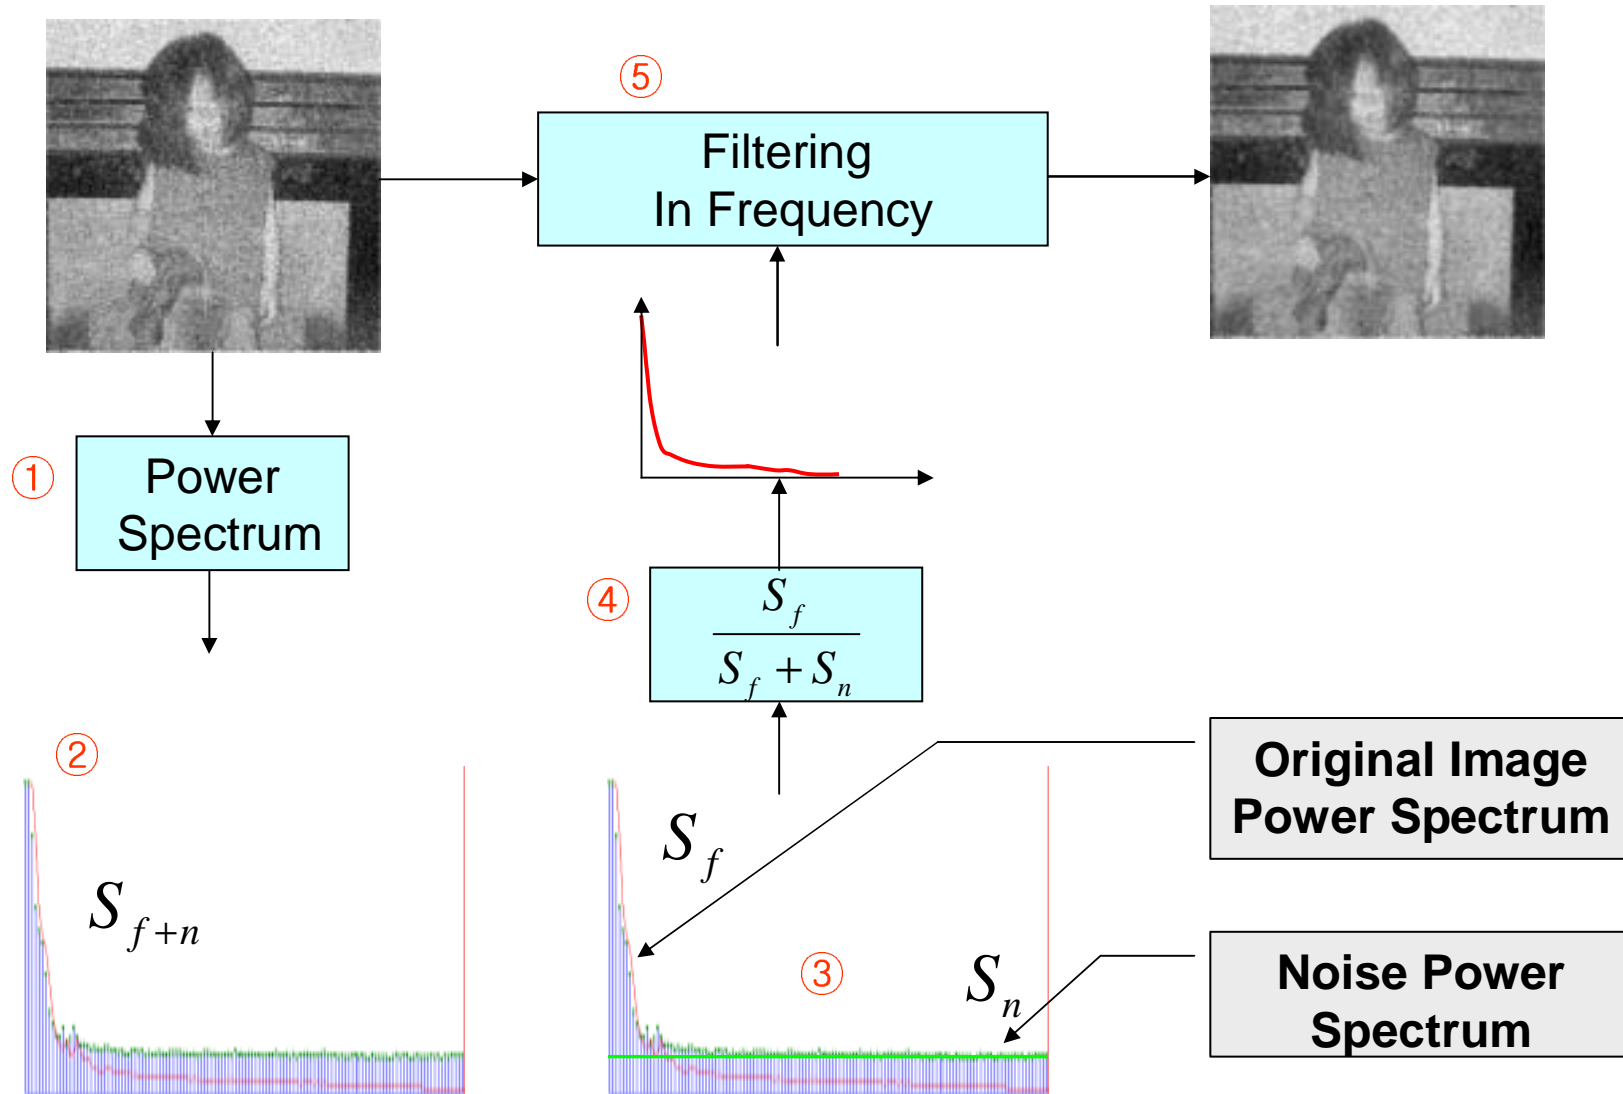 ⑤
Filtering
In Frequency
①
Power
Spectrum
④
S_f
S_f + S_n
②
S_{f+n}
S_f
③
S_n
Original Image
Power Spectrum
Noise Power
Spectrum